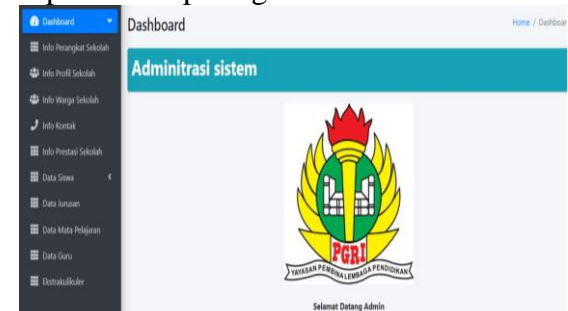 Dashboard
Info Perangkat Sekolah
Info Profil Sekolah
Info Warga Sekolah
Info Kontak
Info Prestasi Sekolah
Data Siswa
Data Jurusan
Data Mata Pelajaran
Data Guru
Ekstrakulikuler
Dashboard
Home / Dashboar
Adminitrasi sistem
PGRI
YAYASAN PEMBINA LEMBAGA PENDIDIKAN
Selamat Datang Admin